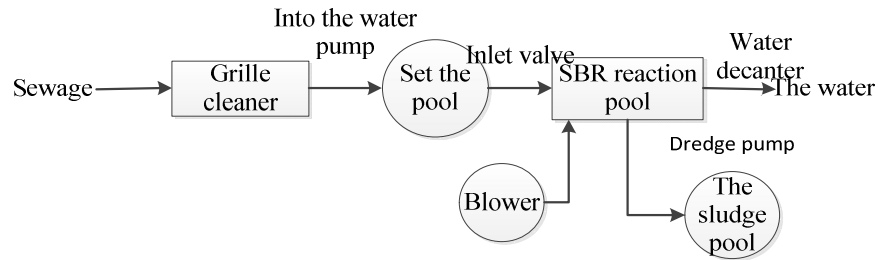 Into the water
pump
Sewage
Grille
cleaner
Set the
pool
Inlet valve
SBR reaction
pool
Water
decanter
The water
Blower
Dredge pump
The
sludge
pool